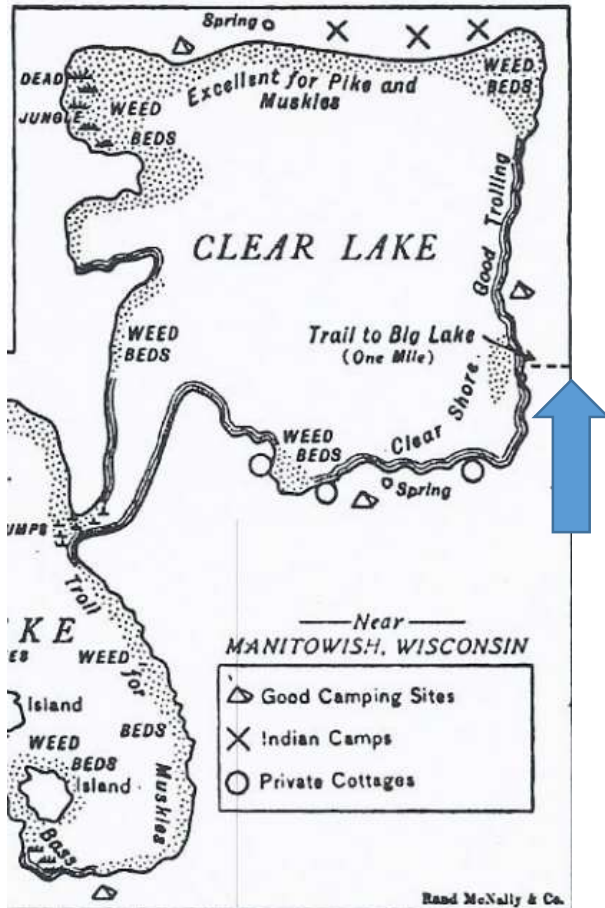 Spring
DEAD
JUNGLE
WEED
BEDS
Excellent for Pike and
Muskies
WEED
BEDS
Good Trolling
CLEAR LAKE
WEED
BEDS
Trail to Big Lake
(One Mile)
Clear Shore
WEED
BEDS
Spring
UMPS
Troll
for
Muskies
KE
ES
WEED
BEDS
Island
WEED
BEDS
Island
Bass
Near
MANITOWISH, WISCONSIN
Good Camping Sites
Indian Camps
Private Cottages
Rand McNally & Co.